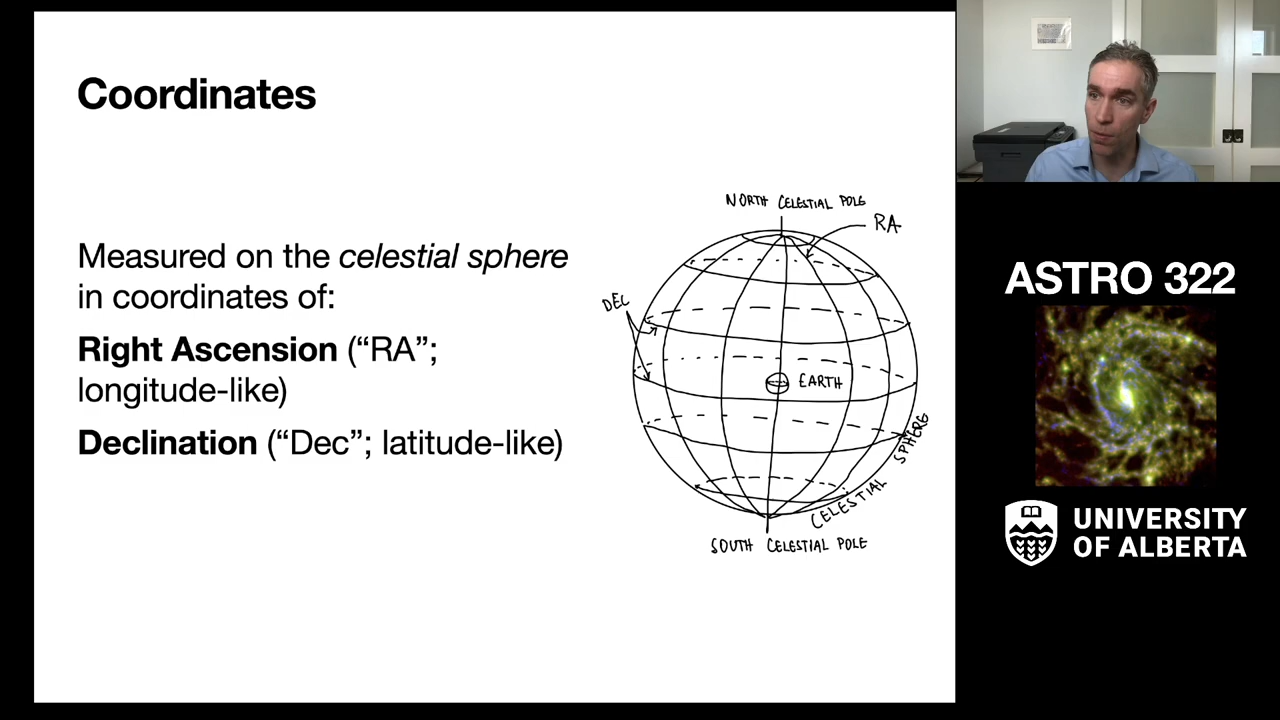 Coordinates
Measured on the celestial sphere
in coordinates of:
Right Ascension (“RA”;
longitude-like)
Declination (“Dec”; latitude-like)
NORTH CELESTIAL POLE
RA
DEC
EARTH
CELESTIAL SPHERE
SOUTH CELESTIAL POLE
ASTRO 322
UNIVERSITY
OF ALBERTA